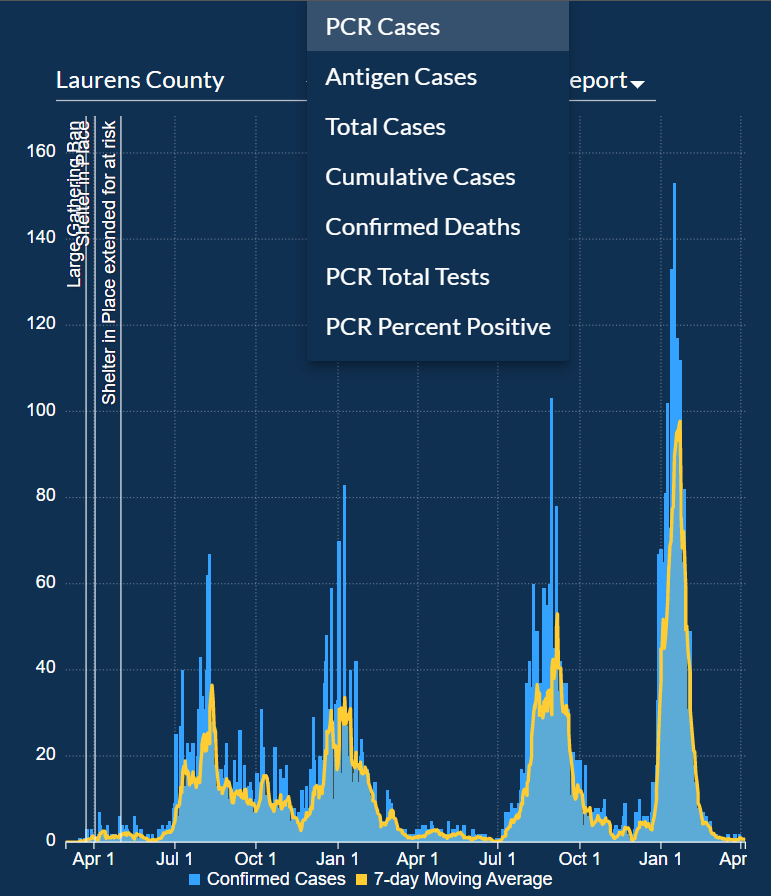 PCR Cases
Antigen Cases
Total Cases
Cumulative Cases
Confirmed Deaths
PCR Total Tests
PCR Percent Positive
Laurens County
eport
Large Gathering Ban
Shelter in Place
Shelter in Place extended for at risk
160
140
120
100
80
60
40
20
0
Apr 1 Jul 1 Oct 1 Jan 1 Apr 1 Jul 1 Oct 1 Jan 1 Apr
Confirmed Cases 7-day Moving Average